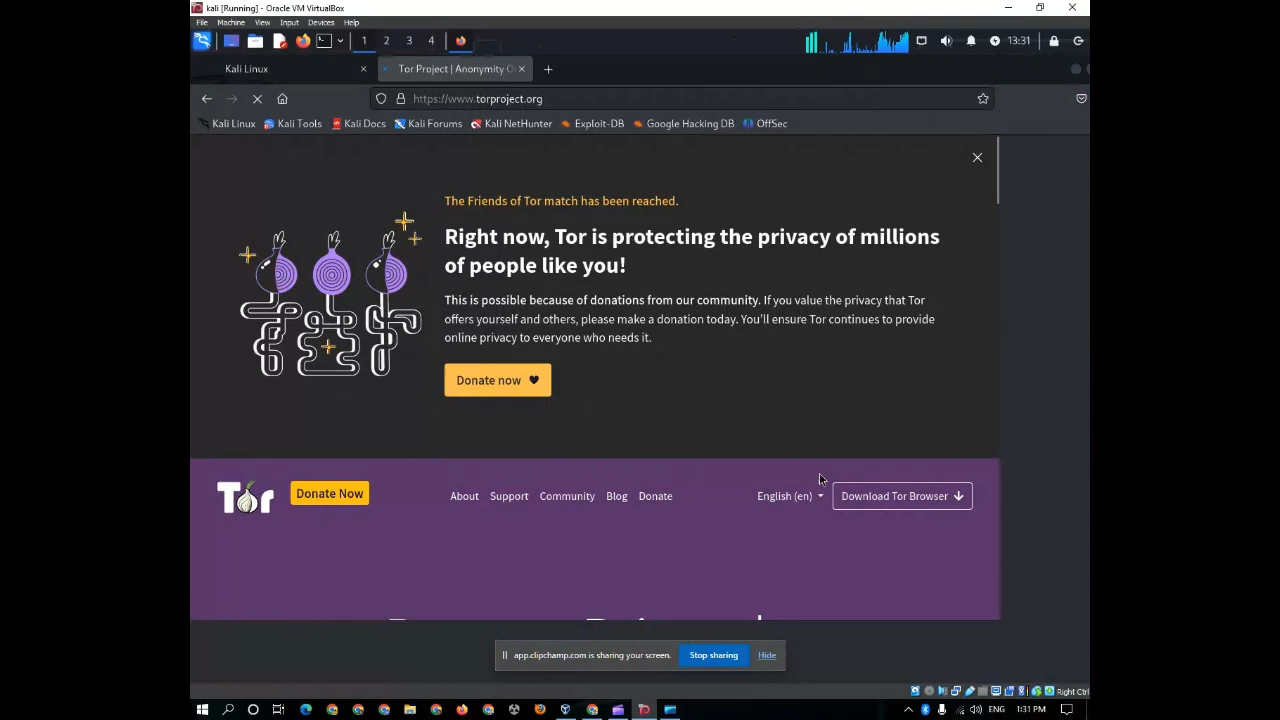 kali [Running] - Oracle VM VirtualBox
File Machine View Input Devices Help
1 2 3 4 13:31
Kali Linux Tor Project | Anonymity O
https://www.torproject.org
Kali Linux Kali Tools Kali Docs Kali Forums Kali NetHunter Exploit-DB Google Hacking DB OffSec
The Friends of Tor match has been reached.
Right now, Tor is protecting the privacy of millions
of people like you!
This is possible because of donations from our community. If you value the privacy that Tor
offers yourself and others, please make a donation today. You'll ensure Tor continues to provide
online privacy to everyone who needs it.
Donate now
Tor Donate Now About Support Community Blog Donate English (en) Download Tor Browser
app.clipchamp.com is sharing your screen. Stop sharing Hide
Right Ctrl
ENG 1:31 PM